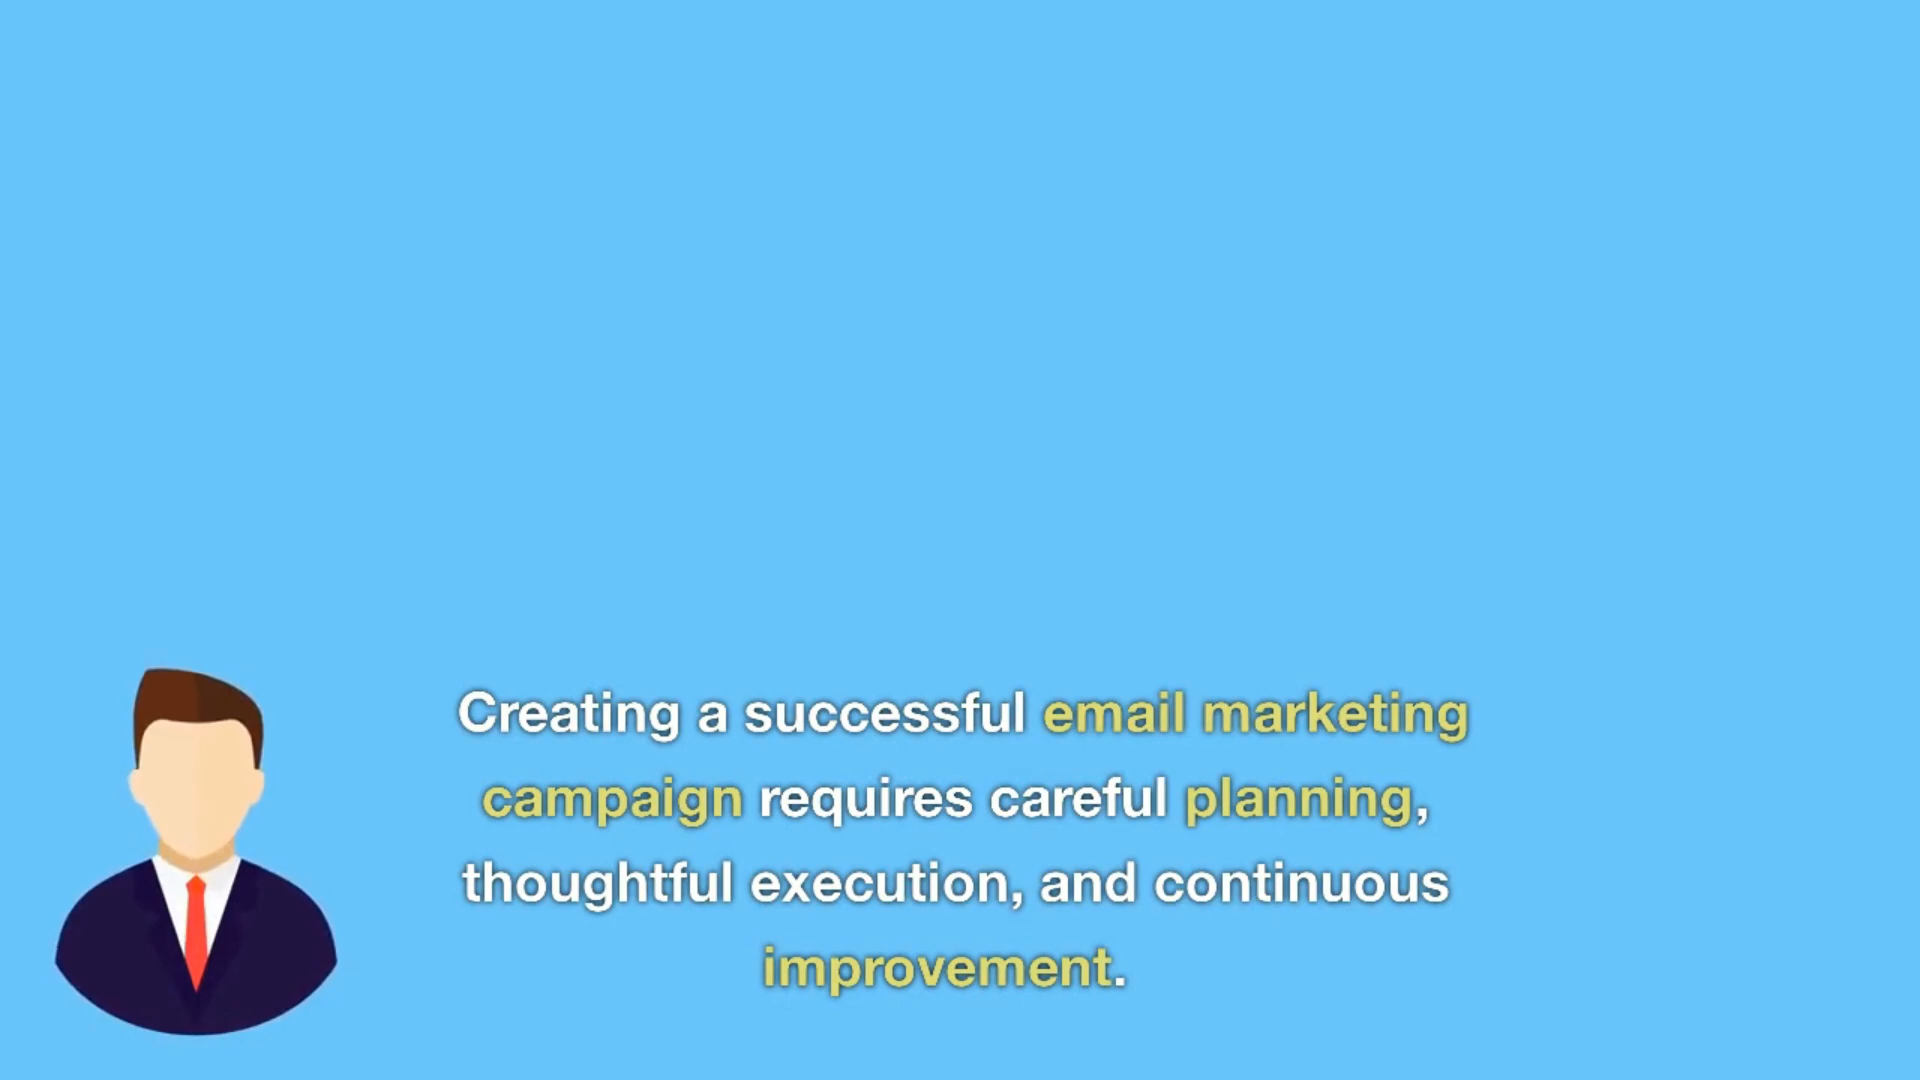 Creating a successful email marketing
campaign requires careful planning,
thoughtful execution, and continuous
improvement.